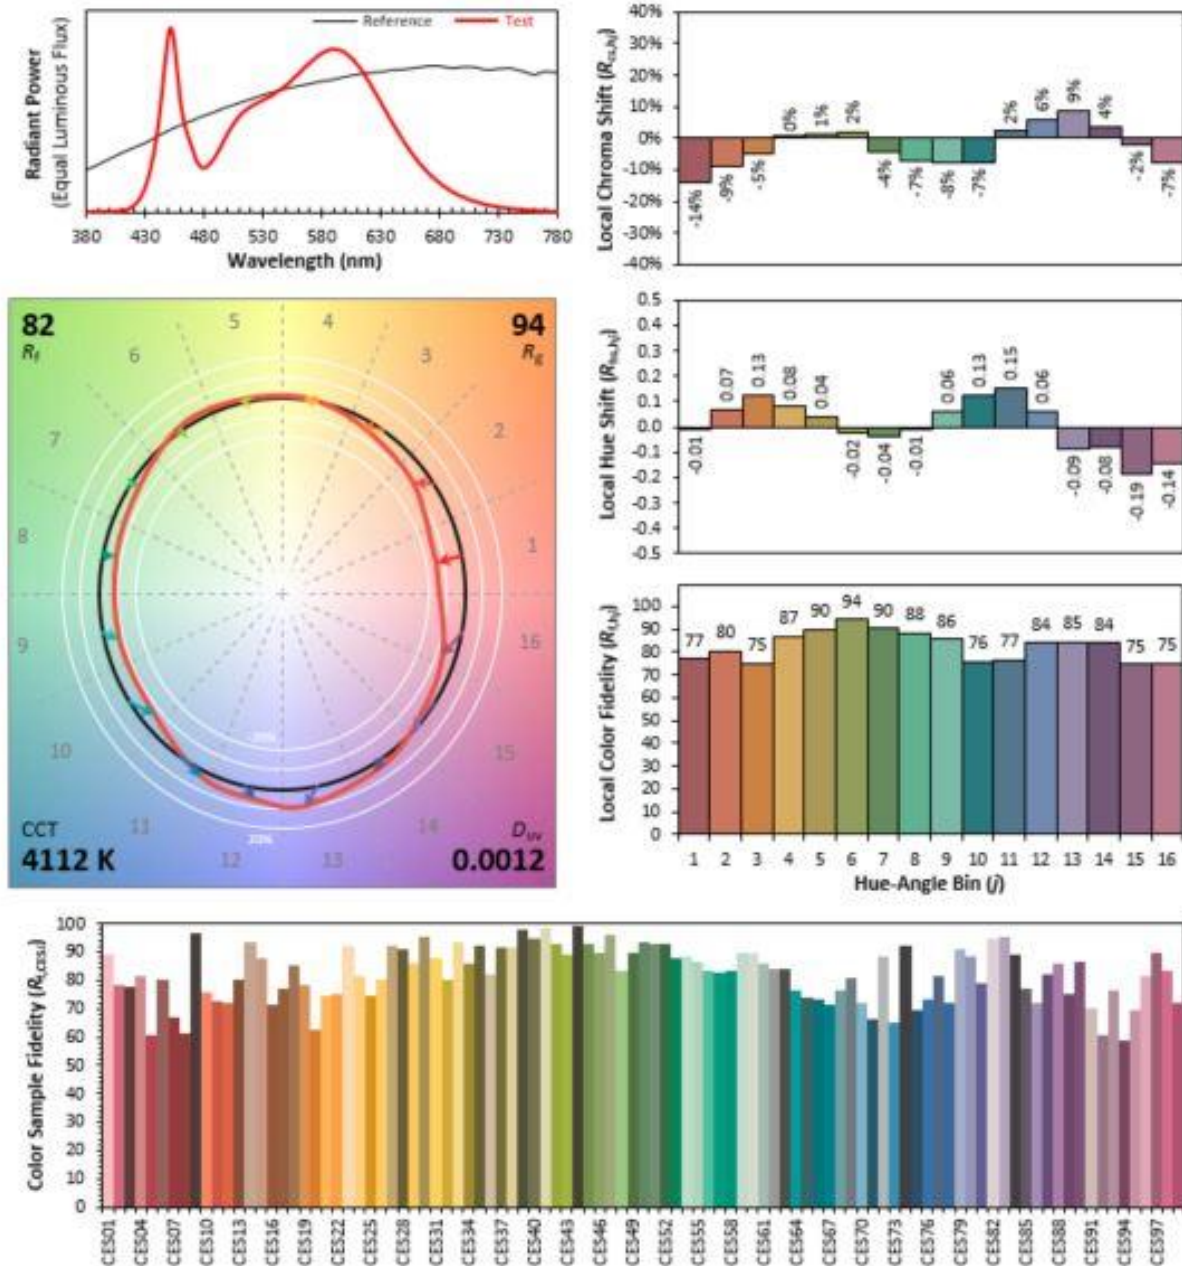 Radiant Power
(Equal Luminous Flux)
Reference
Test
380 430 480 530 580 630 680 730 780
Wavelength (nm)
Local Chroma Shift (Rcs,hj)
40%
30%
20%
10%
0%
-10%
-20%
-30%
-40%
-14% -9% -5% 0% 1% 2% -4% -7% -8% -7% 2% 6% 9% 4% -2% -7%
82
Rf
94
Rg
5 4
6 3
7 2
8 1
9 16
10 15
11 14
12 13
20%
CCT
4112 K
Duv
0.0012
Local Hue Shift (Rhs,hj)
0.5
0.4
0.3
0.2
0.1
0.0
-0.1
-0.2
-0.3
-0.4
-0.5
-0.01 0.07 0.13 0.08 0.04 -0.02 -0.04 -0.01 0.06 0.13 0.15 0.06 -0.09 -0.08 -0.19 -0.14
Local Color Fidelity (Rf,hj)
100
90
80
70
60
50
40
30
20
10
0
77 80 75 87 90 94 90 88 86 76 77 84 85 84 75 75
1 2 3 4 5 6 7 8 9 10 11 12 13 14 15 16
Hue-Angle Bin (j)
Color Sample Fidelity (Rf,CESi)
100
90
80
70
60
50
40
30
20
10
0
CES01 CES04 CES07 CES10 CES13 CES16 CES19 CES22 CES25 CES28 CES31 CES34 CES37 CES40 CES43 CES46 CES49 CES52 CES55 CES58 CES61 CES64 CES67 CES70 CES73 CES76 CES79 CES82 CES85 CES88 CES91 CES94 CES97